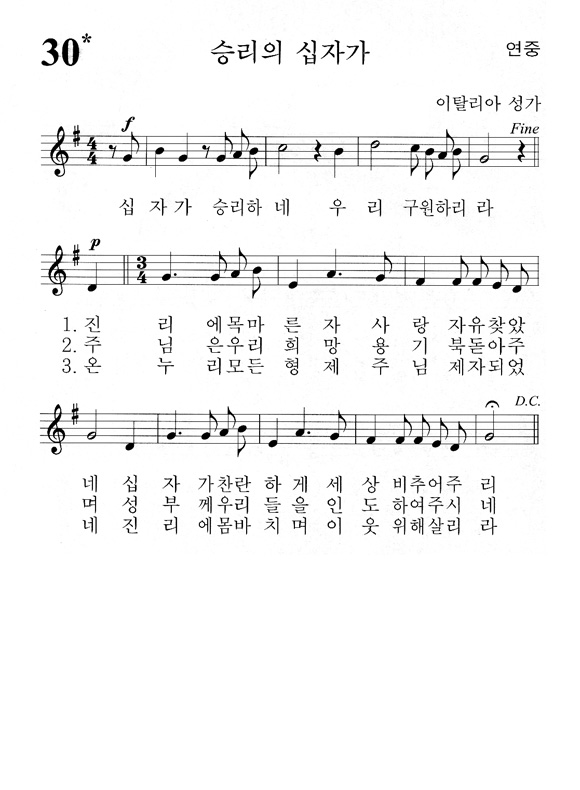 30* 승리의 십자가 연중
이탈리아 성가
f Fine
4 4
십 자 가 승리하 네 우 리 구원하리 라
p
3 4
1. 진 리 에목마 른 자 사 랑 자유찾았
2. 주 님 은우리 희 망 용 기 북돋아주
3. 온 누 리모든 형 제 주 님 제자되었
D.C.
네 십 자 가찬란 하 게 세 상 비추어주 리
며 성 부 께우리 들 을 인 도 하여주시 네
네 진 리 에몸바 치 며 이 웃 위해살리 라